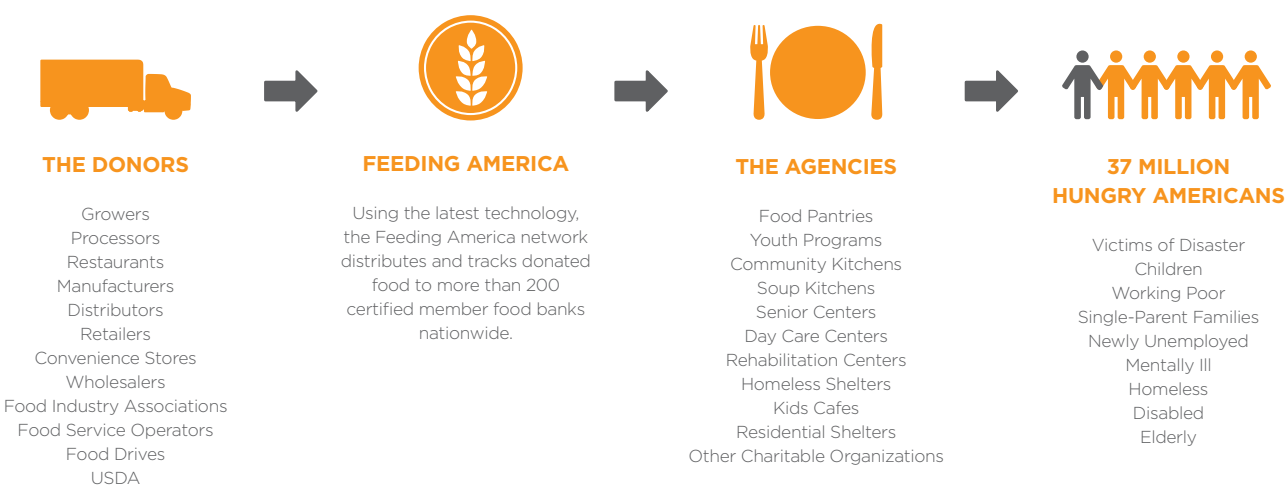 THE DONORS
Growers
Processors
Restaurants
Manufacturers
Distributors
Retailers
Convenience Stores
Wholesalers
Food Industry Associations
Food Service Operators
Food Drives
USDA
FEEDING AMERICA
Using the latest technology,
the Feeding America network
distributes and tracks donated
food to more than 200
certified member food banks
nationwide.
THE AGENCIES
Food Pantries
Youth Programs
Community Kitchens
Soup Kitchens
Senior Centers
Day Care Centers
Rehabilitation Centers
Homeless Shelters
Kids Cafes
Residential Shelters
Other Charitable Organizations
37 MILLION
HUNGRY AMERICANS
Victims of Disaster
Children
Working Poor
Single-Parent Families
Newly Unemployed
Mentally Ill
Homeless
Disabled
Elderly